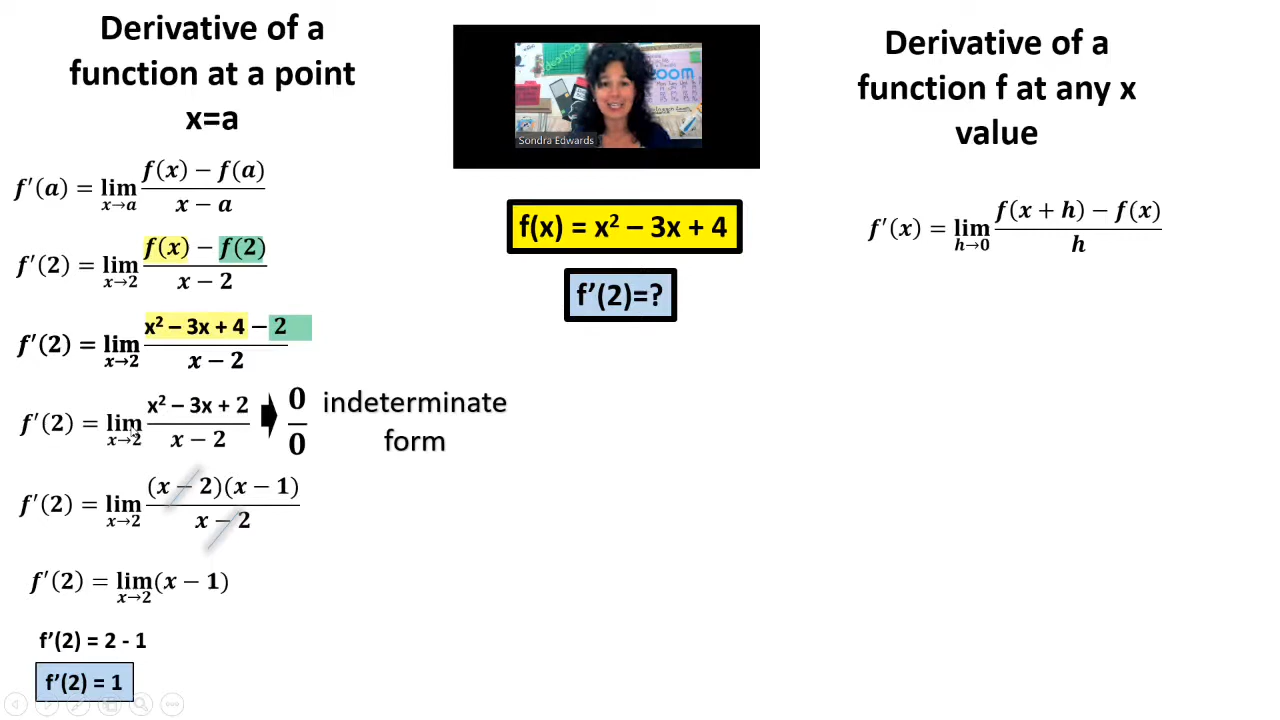 Derivative of a
function at a point
x=a
f′(a) = lim x→a f(x) − f(a) / x − a
f′(2) = lim x→2 f(x) − f(2) / x − 2
f′(2) = lim x→2 x² – 3x + 4 − 2 / x − 2
f′(2) = lim x→2 x² – 3x + 2 / x − 2
0/0
indeterminate
form
f′(2) = lim x→2 (x − 2)(x − 1) / x − 2
f′(2) = lim x→2 (x − 1)
f’(2) = 2 - 1
f’(2) = 1
zoom
Sondra Edwards
f(x) = x² – 3x + 4
f’(2)=?
Derivative of a
function f at any x
value
f′(x) = lim h→0 f(x + h) − f(x) / h